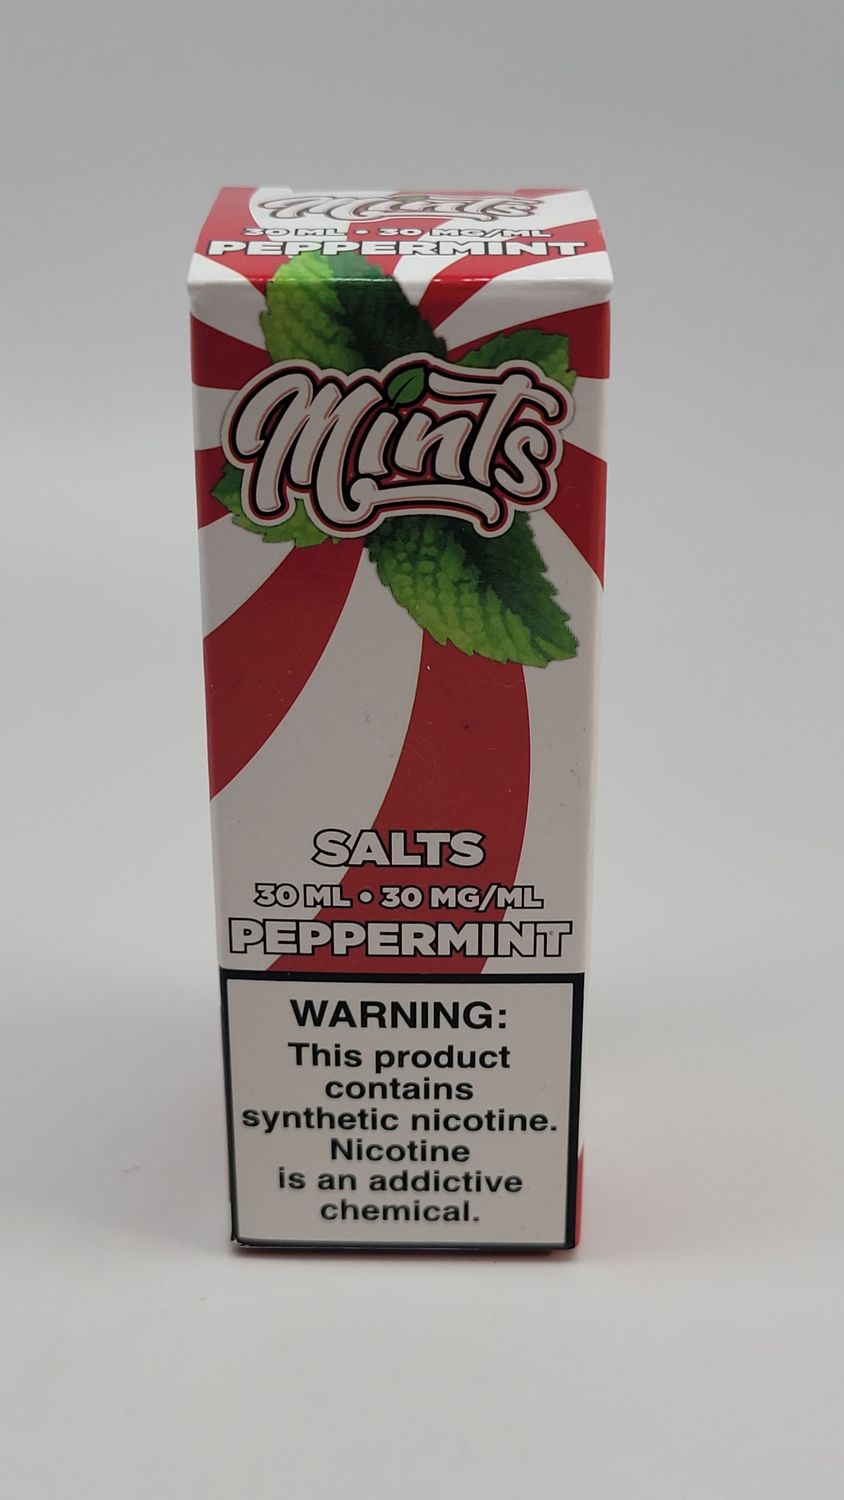 Mints
30 ML • 30 MG/ML
PEPPERMINT
Mints
SALTS
30 ML • 30 MG/ML
PEPPERMINT
WARNING:
This product
contains
synthetic nicotine.
Nicotine
is an addictive
chemical.